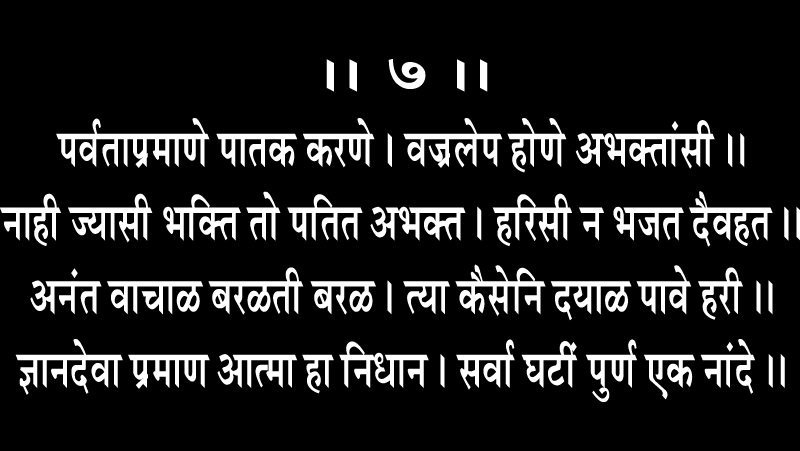 ।। ७ ।।
पर्वताप्रमाणे पातक करणे । वज्रलेप होणे अभक्तांसी ।।
नाही ज्यासी भक्ति तो पतित अभक्त । हरिसी न भजत दैवहत ।।
अनंत वाचाळ बरळती बरळ । त्या कैसेनि दयाळ पावे हरी ।।
ज्ञानदेवा प्रमाण आत्मा हा निधान । सर्वा घटीं पुर्ण एक नांदे ।।